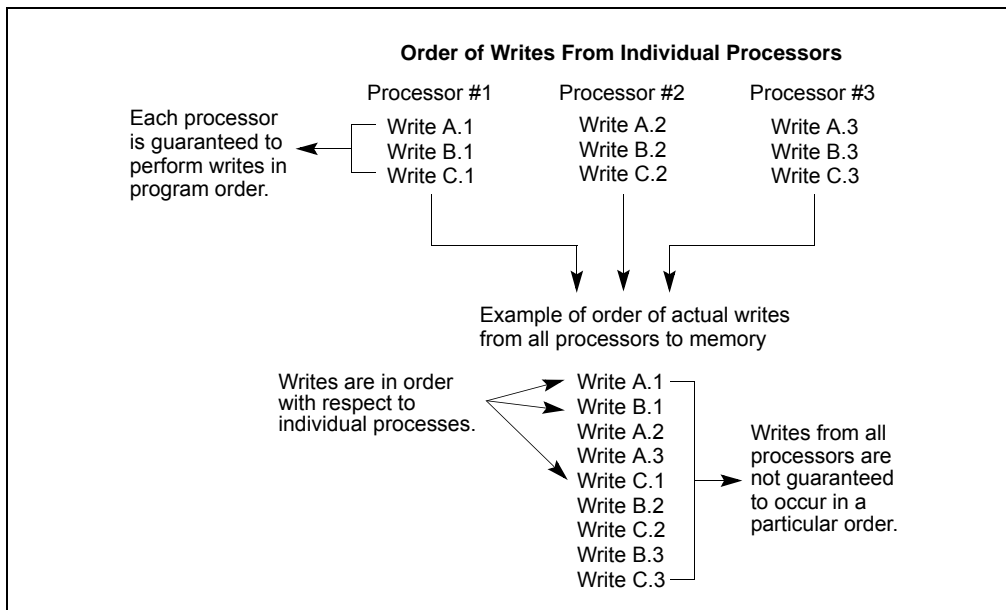 Order of Writes From Individual Processors
Processor #1
Processor #2
Processor #3
Each processor
is guaranteed to
perform writes in
program order.
Write A.1
Write B.1
Write C.1
Write A.2
Write B.2
Write C.2
Write A.3
Write B.3
Write C.3
Example of order of actual writes
from all processors to memory
Writes are in order
with respect to
individual processes.
Write A.1
Write B.1
Write A.2
Write A.3
Write C.1
Write B.2
Write C.2
Write B.3
Write C.3
Writes from all
processors are
not guaranteed
to occur in a
particular order.